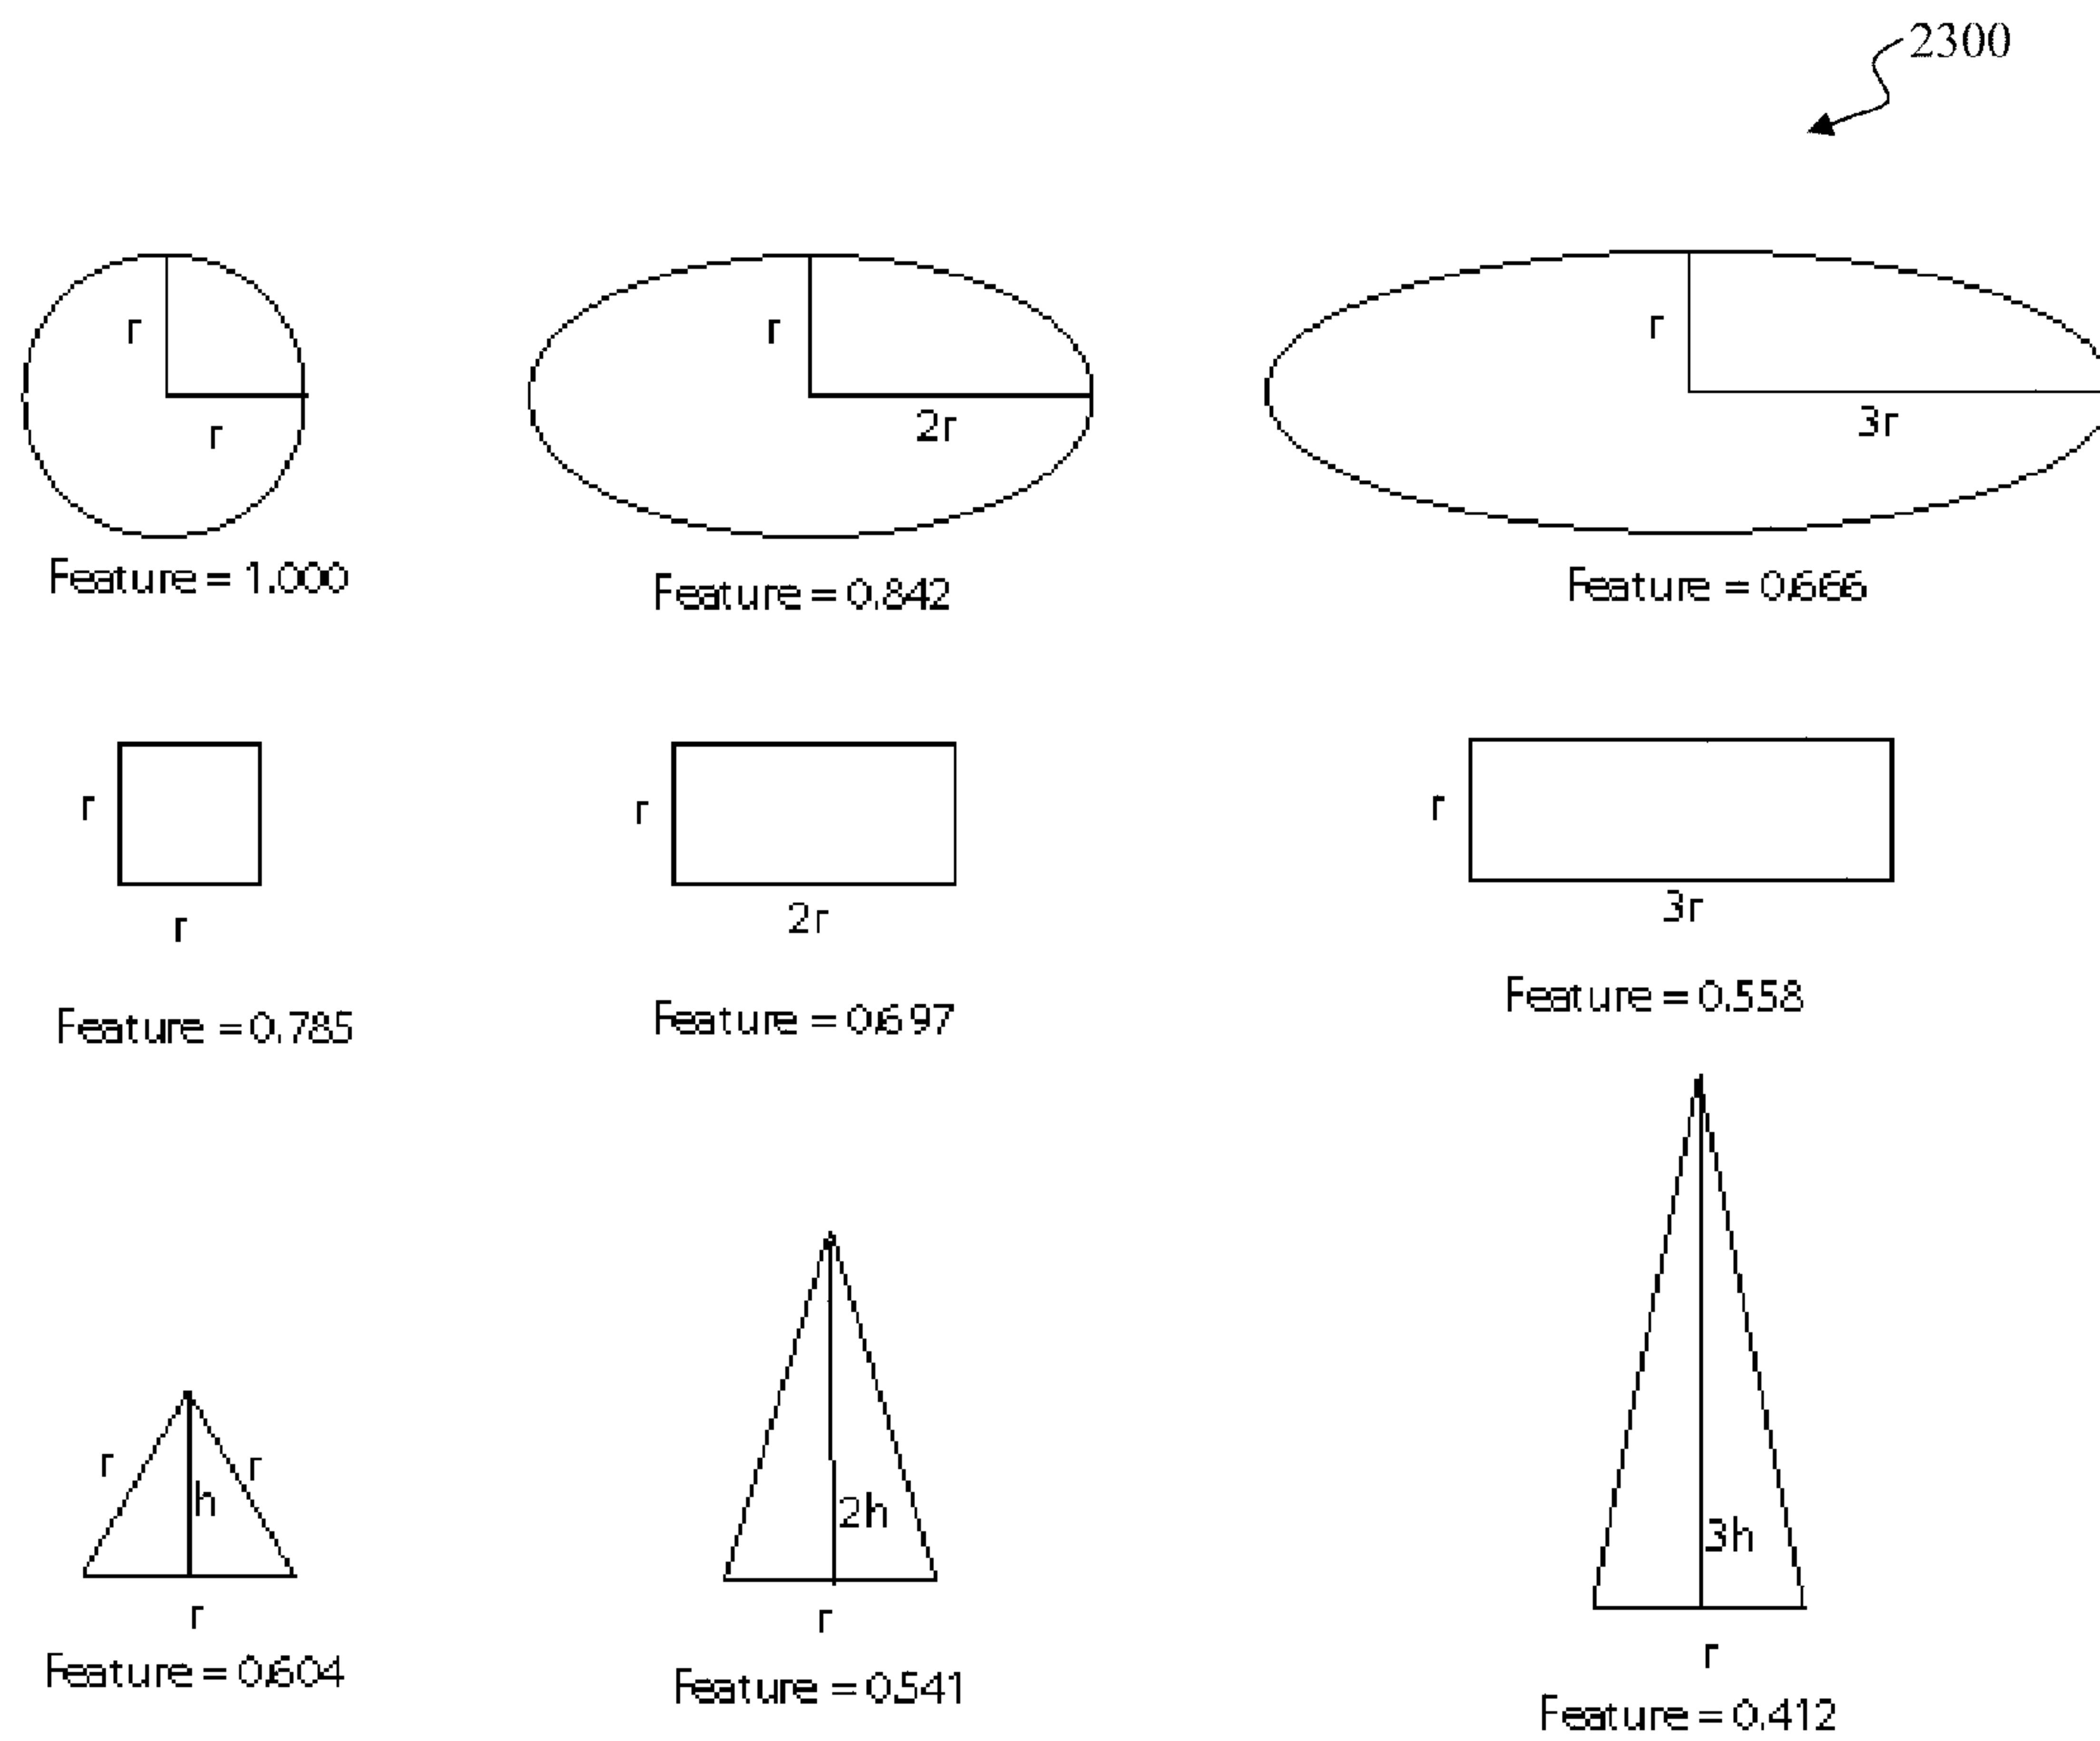 2300
r
r
r
2r
r
3r
Feature = 1.000
Feature = 0.842
Feature = 0.666
r
r
r
r
2r
3r
Feature = 0.785
Feature = 0.697
Feature = 0.558
r
r
h
2h
3h
r
r
r
Feature = 0.604
Feature = 0.541
Feature = 0.412